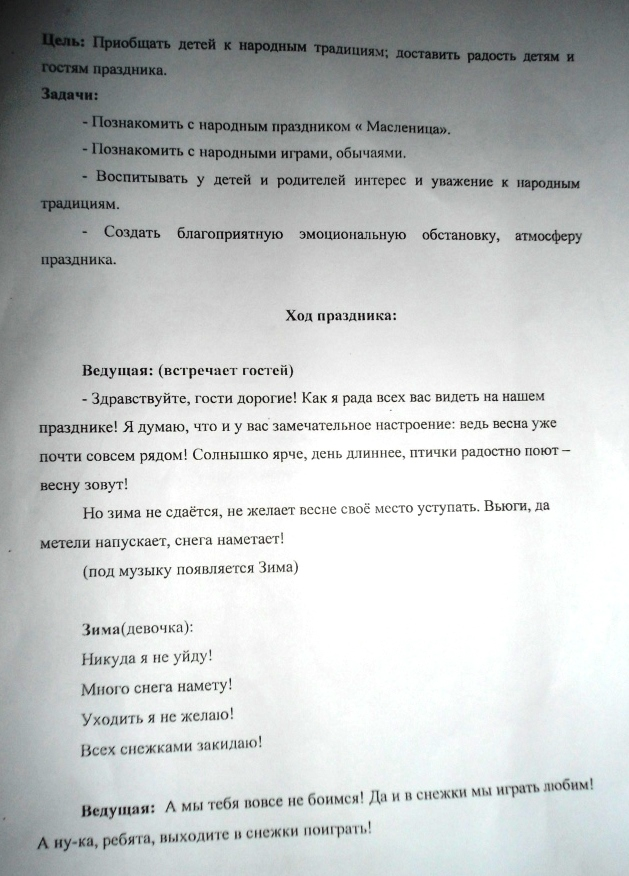 Цель: Приобщать детей к народным традициям; доставить радость детям и
гостям праздника.
Задачи:
- Познакомить с народным праздником « Масленица».
- Познакомить с народными играми, обычаями.
- Воспитывать у детей и родителей интерес и уважение к народным
традициям.
- Создать благоприятную эмоциональную обстановку, атмосферу
праздника.
Ход праздника:
Ведущая: (встречает гостей)
- Здравствуйте, гости дорогие! Как я рада всех вас видеть на нашем
празднике! Я думаю, что и у вас замечательное настроение: ведь весна уже
почти совсем рядом! Солнышко ярче, день длиннее, птички радостно поют –
весну зовут!
Но зима не сдаётся, не желает весне своё место уступать. Вьюги, да
метели напускает, снега наметает!
(под музыку появляется Зима)
Зима(девочка):
Никуда я не уйду!
Много снега намету!
Уходить я не желаю!
Всех снежками закидаю!
Ведущая: А мы тебя вовсе не боимся! Да и в снежки мы играть любим!
А ну-ка, ребята, выходите в снежки поиграть!